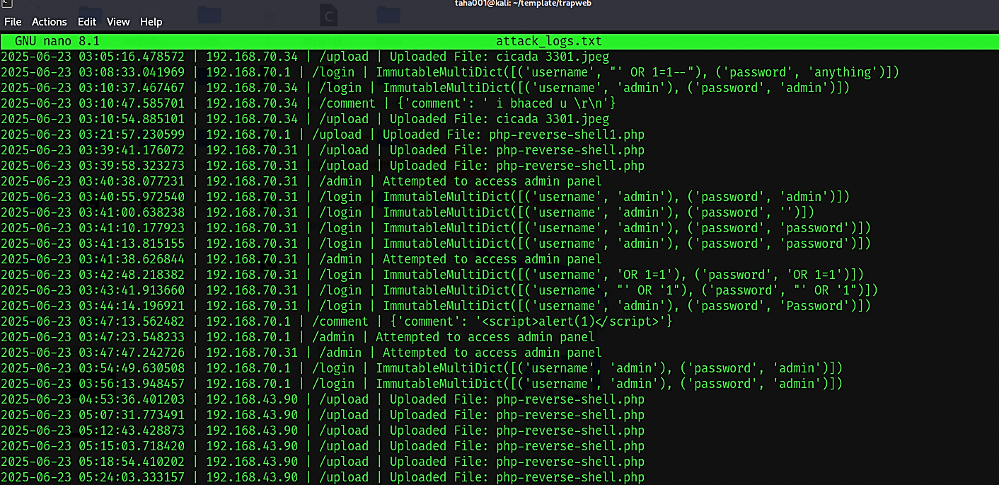 taha001@kali: ~/template/trapweb
File Actions Edit View Help
GNU nano 8.1 attack_logs.txt
2025-06-23 03:05:16.478572 | 192.168.70.34 | /upload | Uploaded File: cicada 3301.jpeg
2025-06-23 03:08:33.041969 | 192.168.70.1 | /login | ImmutableMultiDict([('username', "' OR 1=1--"), ('password', 'anything')])
2025-06-23 03:10:37.467467 | 192.168.70.34 | /login | ImmutableMultiDict([('username', 'admin'), ('password', 'admin')])
2025-06-23 03:10:47.585701 | 192.168.70.34 | /comment | {'comment': ' i bhaced u \r\n'}
2025-06-23 03:10:54.885101 | 192.168.70.34 | /upload | Uploaded File: cicada 3301.jpeg
2025-06-23 03:21:57.230599 | 192.168.70.1 | /upload | Uploaded File: php-reverse-shell1.php
2025-06-23 03:39:41.176072 | 192.168.70.31 | /upload | Uploaded File: php-reverse-shell.php
2025-06-23 03:39:58.323273 | 192.168.70.31 | /upload | Uploaded File: php-reverse-shell.php
2025-06-23 03:40:38.077231 | 192.168.70.31 | /admin | Attempted to access admin panel
2025-06-23 03:40:55.972540 | 192.168.70.31 | /login | ImmutableMultiDict([('username', 'admin'), ('password', 'admin')])
2025-06-23 03:41:00.638238 | 192.168.70.31 | /login | ImmutableMultiDict([('username', 'admin'), ('password', '')])
2025-06-23 03:41:10.177923 | 192.168.70.31 | /login | ImmutableMultiDict([('username', 'admin'), ('password', 'password')])
2025-06-23 03:41:13.815155 | 192.168.70.31 | /login | ImmutableMultiDict([('username', 'admin'), ('password', 'password')])
2025-06-23 03:41:38.626844 | 192.168.70.31 | /admin | Attempted to access admin panel
2025-06-23 03:42:48.218382 | 192.168.70.31 | /login | ImmutableMultiDict([('username', 'OR 1=1'), ('password', 'OR 1=1')])
2025-06-23 03:43:41.913660 | 192.168.70.31 | /login | ImmutableMultiDict([('username', "' OR '1"), ('password', "' OR '1")])
2025-06-23 03:44:14.196921 | 192.168.70.31 | /login | ImmutableMultiDict([('username', 'admin'), ('password', 'Password')])
2025-06-23 03:47:13.562482 | 192.168.70.1 | /comment | {'comment': '<script>alert(1)</script>'}
2025-06-23 03:47:23.548233 | 192.168.70.1 | /admin | Attempted to access admin panel
2025-06-23 03:47:47.242726 | 192.168.70.31 | /admin | Attempted to access admin panel
2025-06-23 03:54:49.630508 | 192.168.70.1 | /login | ImmutableMultiDict([('username', 'admin'), ('password', 'admin')])
2025-06-23 03:56:13.948457 | 192.168.70.1 | /login | ImmutableMultiDict([('username', 'admin'), ('password', 'admin')])
2025-06-23 04:53:36.401203 | 192.168.43.90 | /upload | Uploaded File: php-reverse-shell.php
2025-06-23 05:07:31.773491 | 192.168.43.90 | /upload | Uploaded File: php-reverse-shell.php
2025-06-23 05:12:43.428873 | 192.168.43.90 | /upload | Uploaded File: php-reverse-shell.php
2025-06-23 05:15:03.718420 | 192.168.43.90 | /upload | Uploaded File: php-reverse-shell.php
2025-06-23 05:18:54.410202 | 192.168.43.90 | /upload | Uploaded File: php-reverse-shell.php
2025-06-23 05:24:03.333157 | 192.168.43.90 | /upload | Uploaded File: php-reverse-shell.php